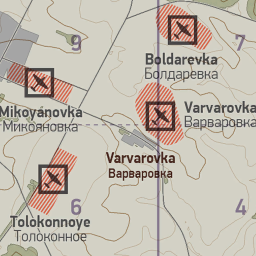 9
7
Boldarevka
Болдаревка
Mikoyanovka
Микояновка
Varvarovka
Варваровка
Varvarovka
Варваровка
Tolokonnoye
Толоконное
6
4